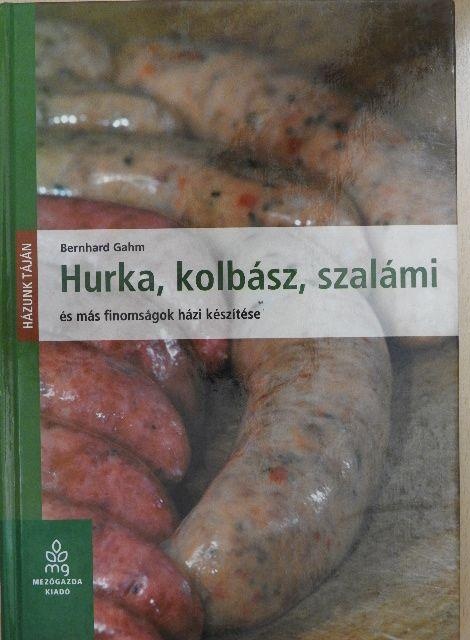 Bernhard Gahm
Hurka, kolbász, szalámi
és más finomságok házi készítése
HÁZUNK TÁJÁN
mg
MEZŐGAZDA
KIADÓ